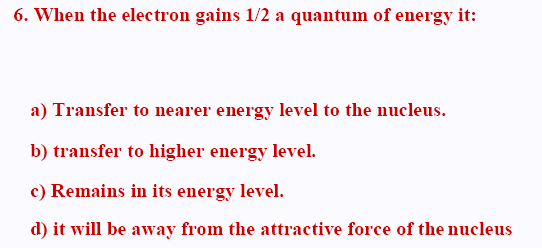 6. When the electron gains 1/2 a quantum of energy it:
a) Transfer to nearer energy level to the nucleus.
b) transfer to higher energy level.
c) Remains in its energy level.
d) it will be away from the attractive force of the nucleus